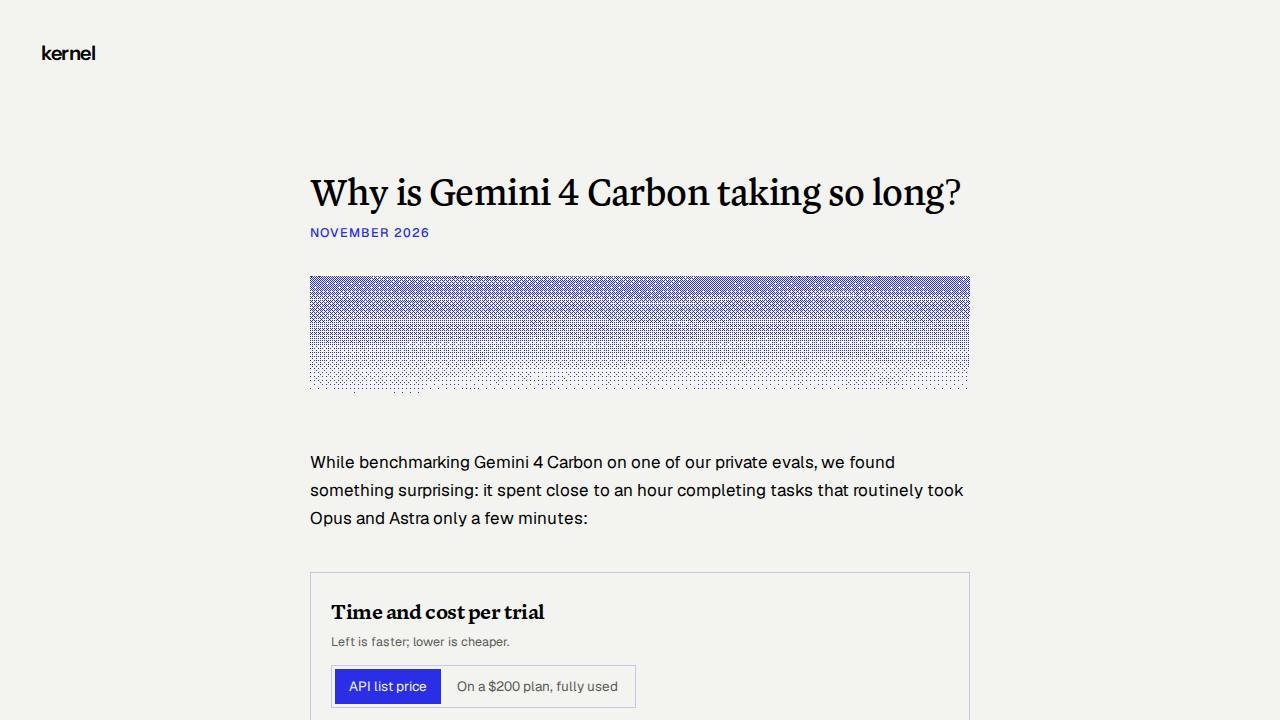 kernel
Why is Gemini 4 Carbon taking so long?
NOVEMBER 2026
While benchmarking Gemini 4 Carbon on one of our private evals, we found
something surprising: it spent close to an hour completing tasks that routinely took
Opus and Astra only a few minutes:
Time and cost per trial
Left is faster; lower is cheaper.
API list price
On a $200 plan, fully used